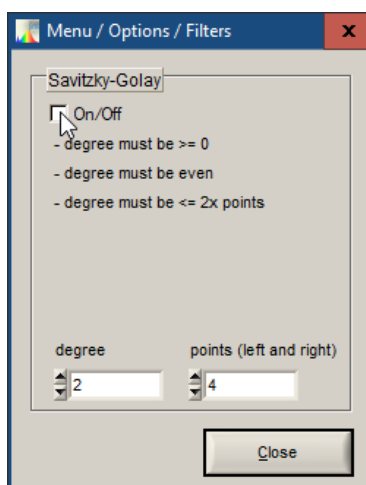 Menu / Options / Filters
x
Savitzky-Golay
On/Off
- degree must be >= 0
- degree must be even
- degree must be <= 2x points
degree points (left and right)
2 4
Close